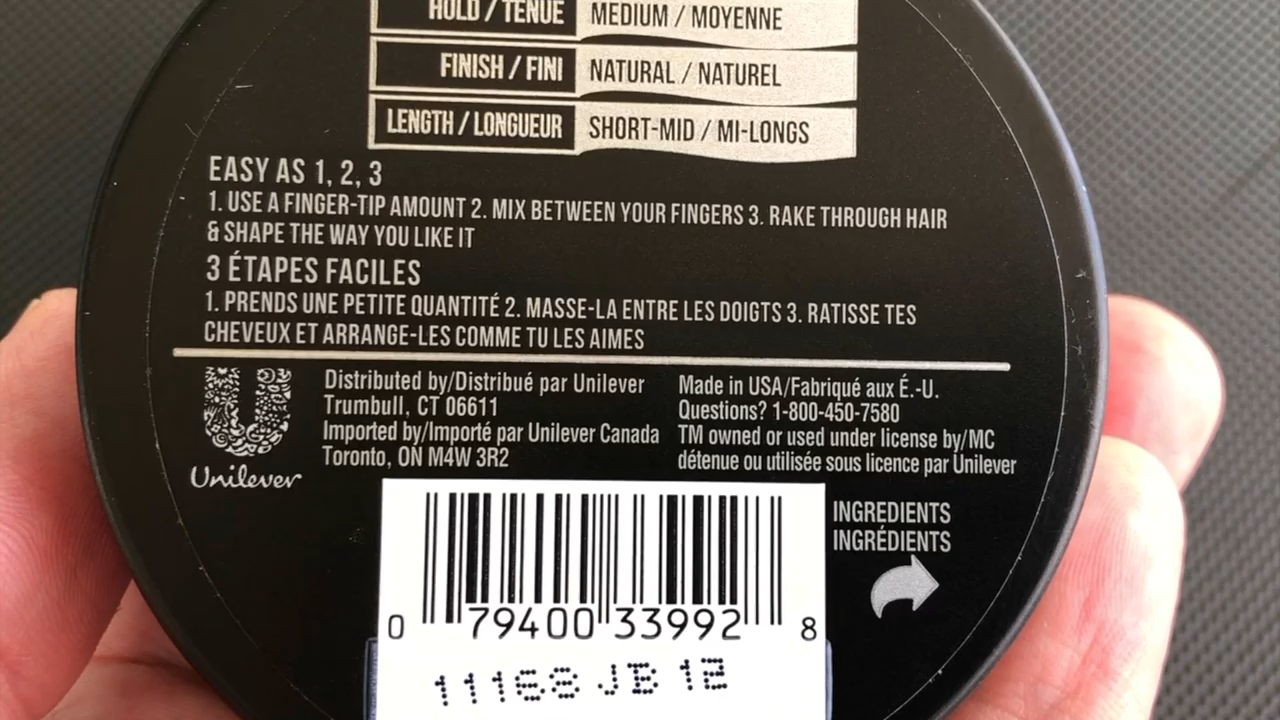 HOLD / TENUE MEDIUM / MOYENNE
FINISH / FINI NATURAL / NATUREL
LENGTH / LONGUEUR SHORT-MID / MI-LONGS
EASY AS 1, 2, 3
1. USE A FINGER-TIP AMOUNT 2. MIX BETWEEN YOUR FINGERS 3. RAKE THROUGH HAIR
& SHAPE THE WAY YOU LIKE IT
3 ÉTAPES FACILES
1. PRENDS UNE PETITE QUANTITÉ 2. MASSE-LA ENTRE LES DOIGTS 3. RATISSE TES
CHEVEUX ET ARRANGE-LES COMME TU LES AIMES
Unilever
Distributed by/Distribué par Unilever
Trumbull, CT 06611
Imported by/Importé par Unilever Canada
Toronto, ON M4W 3R2
Made in USA/Fabriqué aux É.-U.
Questions? 1-800-450-7580
TM owned or used under license by/MC
détenue ou utilisée sous licence par Unilever
INGREDIENTS
INGRÉDIENTS
0 79400 33992 8
11168 JB 12